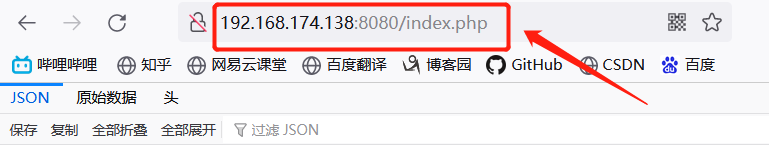 192.168.174.138:8080/index.php
哔哩哔哩 知乎 网易云课堂 百度翻译 博客园 GitHub CSDN 百度
JSON 原始数据 头
保存 复制 全部折叠 全部展开 过滤 JSON